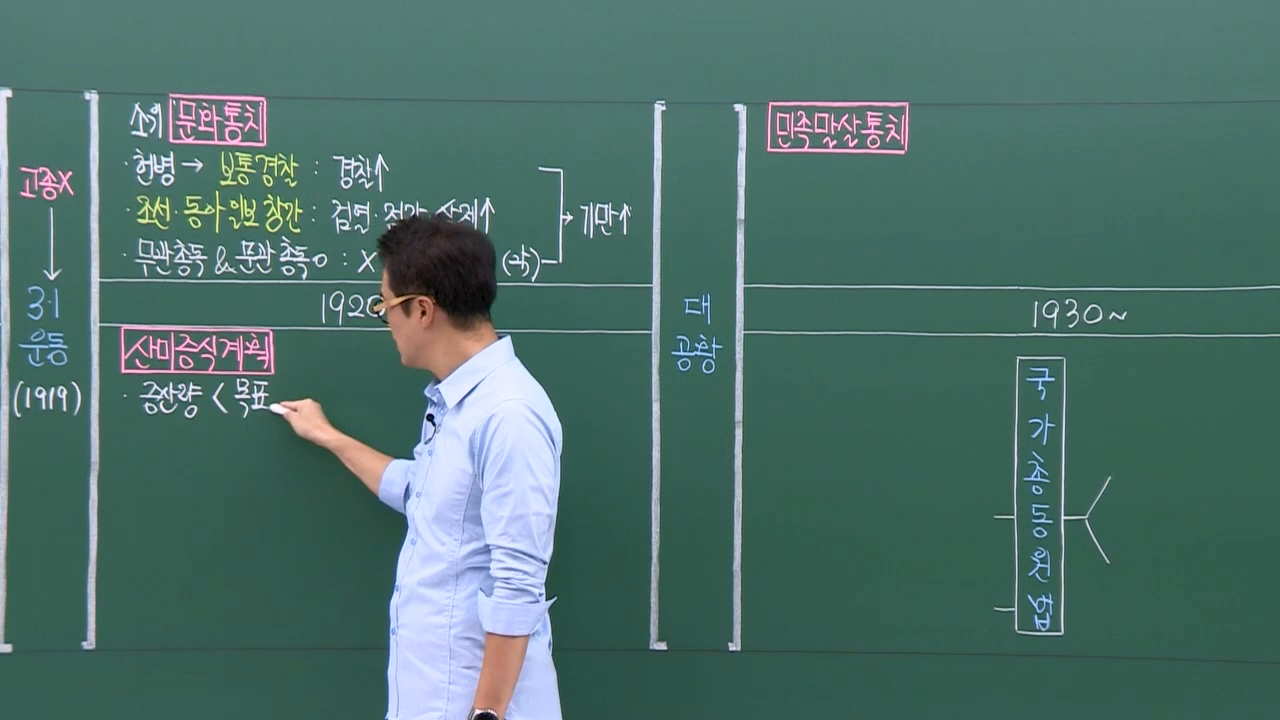 고종X
3·1
운동
(1919)
소위 문화통치
· 헌병 → 보통경찰 : 경찰↑
· 조선·동아일보 창간 : 검열·정간·삭제↑
· 무관총독 & 문관총독O : X
→ 기만↑
1920
산미증식계획
· 증산량 < 목표
대
공황
민족말살통치
1930~
국
가
총
동
원
법